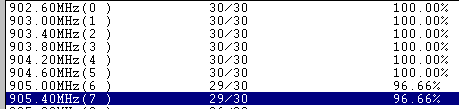 902.60MHz(0 ) 30/30 100.00%
903.00MHz(1 ) 30/30 100.00%
903.40MHz(2 ) 30/30 100.00%
903.80MHz(3 ) 30/30 100.00%
904.20MHz(4 ) 30/30 100.00%
904.60MHz(5 ) 30/30 100.00%
905.00MHz(6 ) 29/30 96.66%
905.40MHz(7 ) 29/30 96.66%